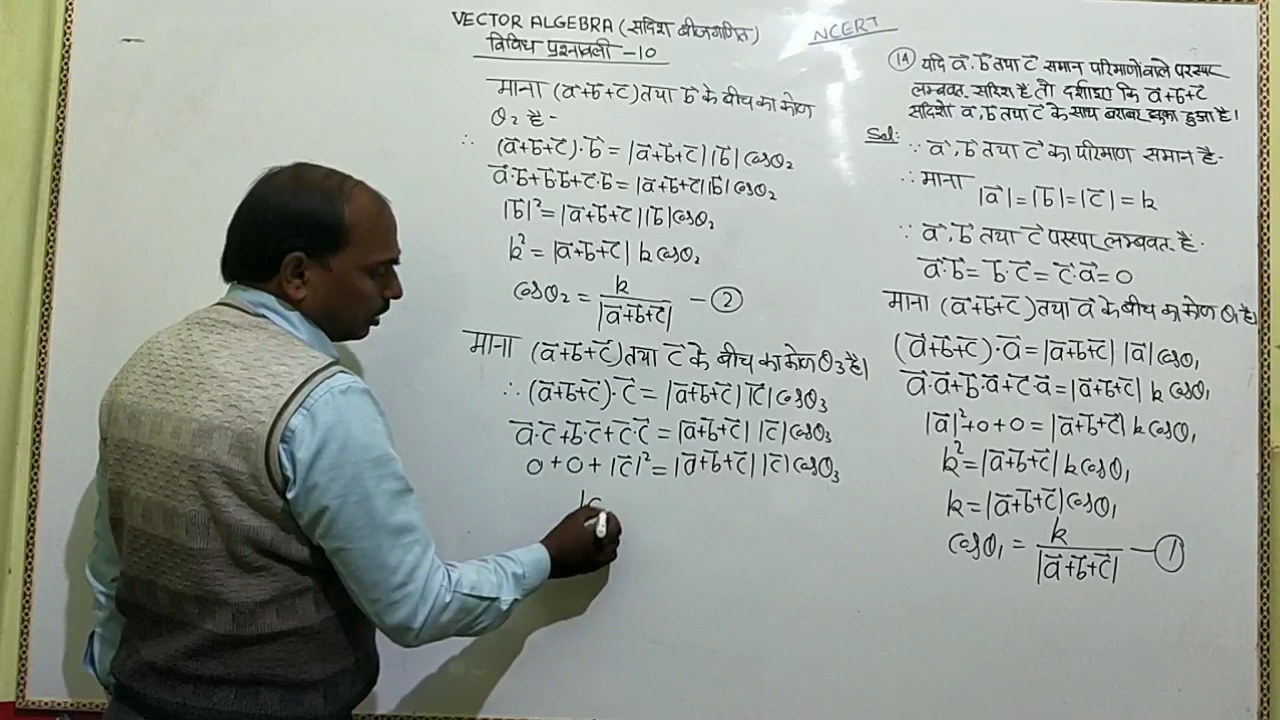 VECTOR ALGEBRA (सदिश बीजगणित)
विविध प्रश्नावली - 10
NCERT
(14) यदि a⃗, b⃗ तथा c⃗ समान परिमाणों वाले परस्पर
लम्बवत् सदिश हैं तो दर्शाइए कि a⃗+b⃗+c⃗
सदिशों a⃗, b⃗ तथा c⃗ के साथ बराबर झुका हुआ है।
Sol:
∵ a⃗, b⃗ तथा c⃗ का परिमाण समान है-
∴ माना
|a⃗| = |b⃗| = |c⃗| = k
∵ a⃗, b⃗ तथा c⃗ परस्पर लम्बवत् हैं.
a⃗·b⃗ = b⃗·c⃗ = c⃗·a⃗ = 0
माना (a⃗+b⃗+c⃗) तथा a⃗ के बीच का कोण θ₁ है।
(a⃗+b⃗+c⃗)·a⃗ = |a⃗+b⃗+c⃗| |a⃗| cosθ₁
a⃗·a⃗+b⃗·a⃗+c⃗·a⃗ = |a⃗+b⃗+c⃗| k cosθ₁
|a⃗|²+0+0 = |a⃗+b⃗+c⃗| k cosθ₁
k² = |a⃗+b⃗+c⃗| k cosθ₁
k = |a⃗+b⃗+c⃗| cosθ₁
cosθ₁ = k / |a⃗+b⃗+c⃗| — (1)
माना (a⃗+b⃗+c⃗) तथा b⃗ के बीच का कोण
θ₂ है -
∴ (a⃗+b⃗+c⃗)·b⃗ = |a⃗+b⃗+c⃗| |b⃗| cosθ₂
a⃗·b⃗+b⃗·b⃗+c⃗·b⃗ = |a⃗+b⃗+c⃗| |b⃗| cosθ₂
|b⃗|² = |a⃗+b⃗+c⃗| |b⃗| cosθ₂
k² = |a⃗+b⃗+c⃗| k cosθ₂
cosθ₂ = k / |a⃗+b⃗+c⃗| — (2)
माना (a⃗+b⃗+c⃗) तथा c⃗ के बीच का कोण θ₃ है।
∴ (a⃗+b⃗+c⃗)·c⃗ = |a⃗+b⃗+c⃗| |c⃗| cosθ₃
a⃗·c⃗+b⃗·c⃗+c⃗·c⃗ = |a⃗+b⃗+c⃗| |c⃗| cosθ₃
0+0+|c⃗|² = |a⃗+b⃗+c⃗| |c⃗| cosθ₃